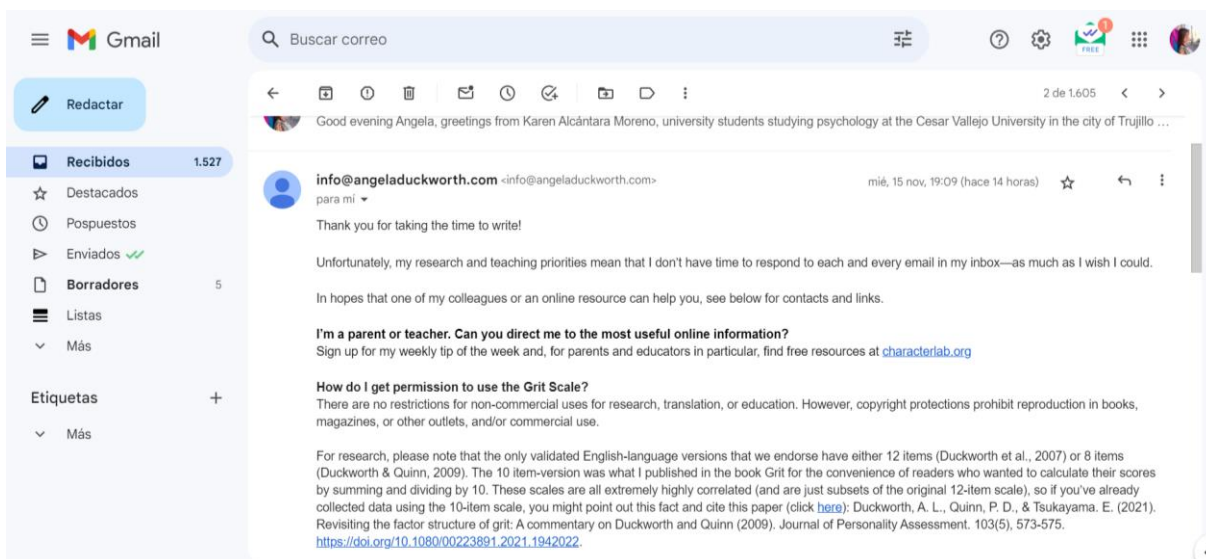 Gmail
Buscar correo
1
FREE
Redactar
2 de 1.605
Good evening Angela, greetings from Karen Alcántara Moreno, university students studying psychology at the Cesar Vallejo University in the city of Trujillo …
Recibidos 1.527
Destacados
Pospuestos
Enviados
Borradores 5
Listas
Más
Etiquetas +
Más
info@angeladuckworth.com <info@angeladuckworth.com> mié, 15 nov, 19:09 (hace 14 horas)
para mí
Thank you for taking the time to write!
Unfortunately, my research and teaching priorities mean that I don't have time to respond to each and every email in my inbox—as much as I wish I could.
In hopes that one of my colleagues or an online resource can help you, see below for contacts and links.
I'm a parent or teacher. Can you direct me to the most useful online information?
Sign up for my weekly tip of the week and, for parents and educators in particular, find free resources at characterlab.org
How do I get permission to use the Grit Scale?
There are no restrictions for non-commercial uses for research, translation, or education. However, copyright protections prohibit reproduction in books,
magazines, or other outlets, and/or commercial use.
For research, please note that the only validated English-language versions that we endorse have either 12 items (Duckworth et al., 2007) or 8 items
(Duckworth & Quinn, 2009). The 10 item-version was what I published in the book Grit for the convenience of readers who wanted to calculate their scores
by summing and dividing by 10. These scales are all extremely highly correlated (and are just subsets of the original 12-item scale), so if you've already
collected data using the 10-item scale, you might point out this fact and cite this paper (click here): Duckworth, A. L., Quinn, P. D., & Tsukayama. E. (2021).
Revisiting the factor structure of grit: A commentary on Duckworth and Quinn (2009). Journal of Personality Assessment. 103(5), 573-575.
https://doi.org/10.1080/00223891.2021.1942022.